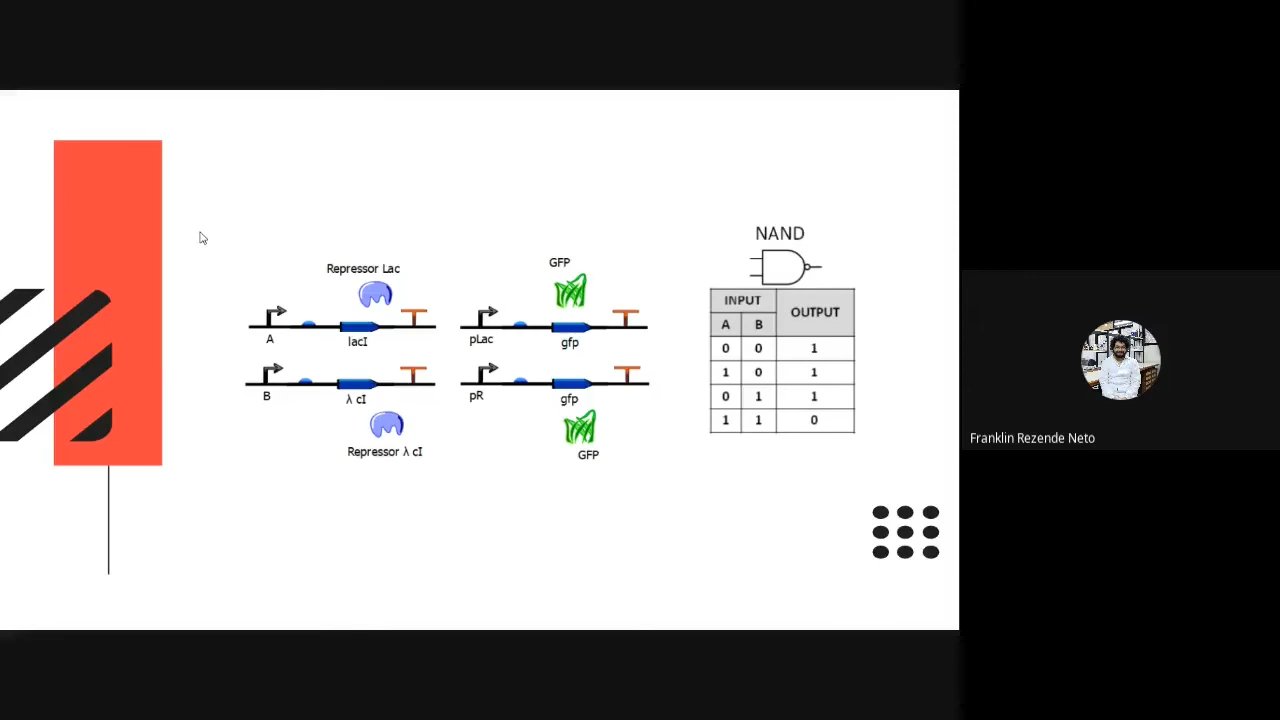 Repressor Lac
GFP
A
lacI
pLac
gfp
B
λ cI
pR
gfp
Repressor λ cI
GFP
NAND
INPUT OUTPUT
A B
0 0 1
1 0 1
0 1 1
1 1 0
Franklin Rezende Neto